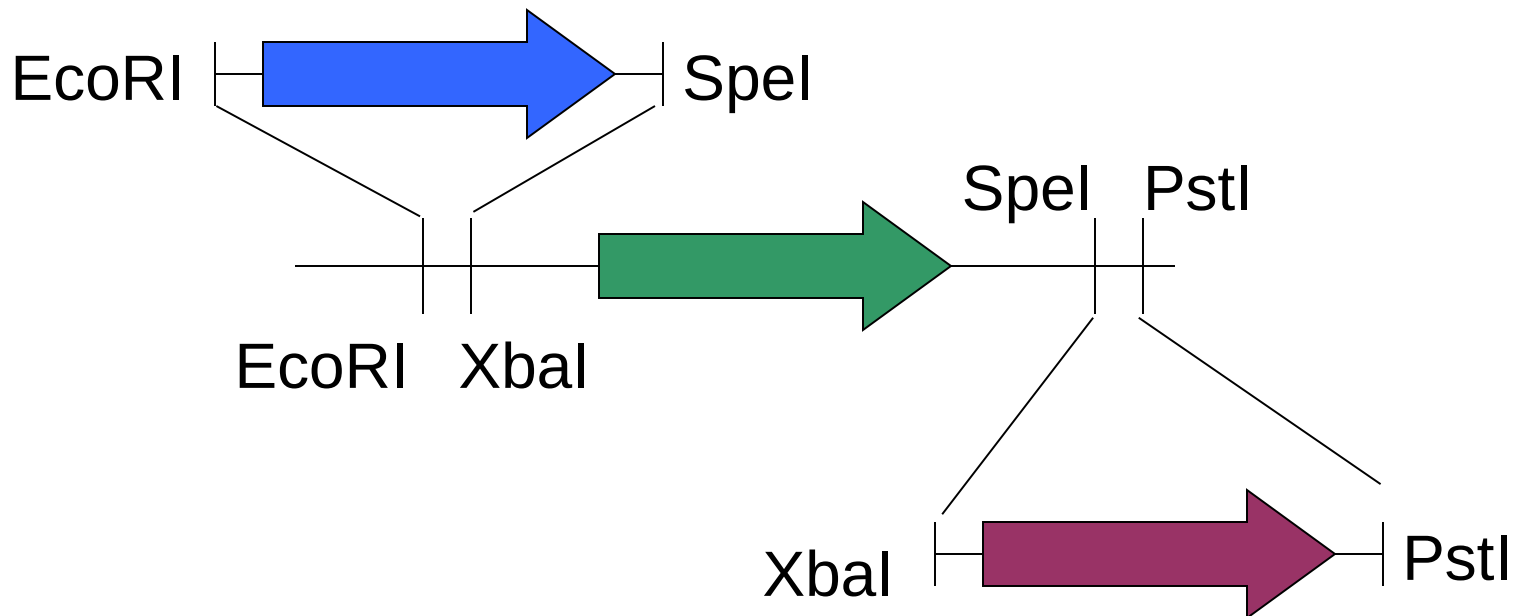 EcoRI
SpeI
SpeI PstI
EcoRI XbaI
XbaI
PstI